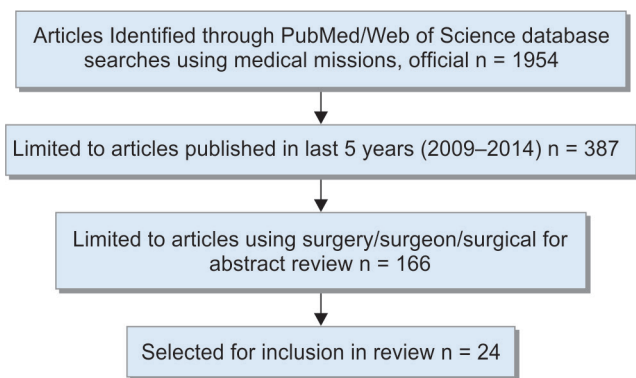 Articles Identified through PubMed/Web of Science database
searches using medical missions, official n = 1954
Limited to articles published in last 5 years (2009–2014) n = 387
Limited to articles using surgery/surgeon/surgical for
abstract review n = 166
Selected for inclusion in review n = 24